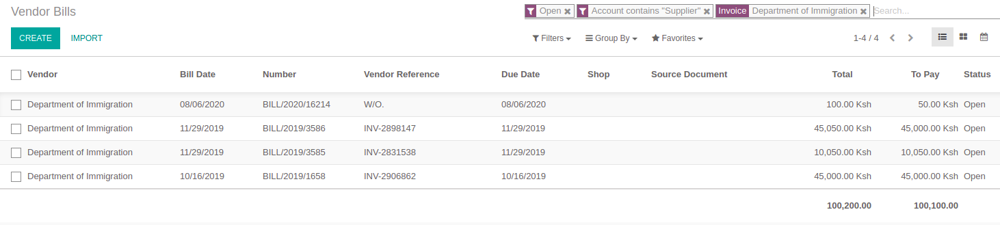 Vendor Bills
Open Account contains "Supplier" Invoice Department of Immigration Search...
CREATE IMPORT Filters Group By Favorites 1-4 / 4
Vendor Bill Date Number Vendor Reference Due Date Shop Source Document Total To Pay Status
Department of Immigration 08/06/2020 BILL/2020/16214 W/O. 08/06/2020 100.00 Ksh 50.00 Ksh Open
Department of Immigration 11/29/2019 BILL/2019/3586 INV-2898147 11/29/2019 45,050.00 Ksh 45,000.00 Ksh Open
Department of Immigration 11/29/2019 BILL/2019/3585 INV-2831538 11/29/2019 10,050.00 Ksh 10,050.00 Ksh Open
Department of Immigration 10/16/2019 BILL/2019/1658 INV-2906862 10/16/2019 45,000.00 Ksh 45,000.00 Ksh Open
100,200.00 100,100.00